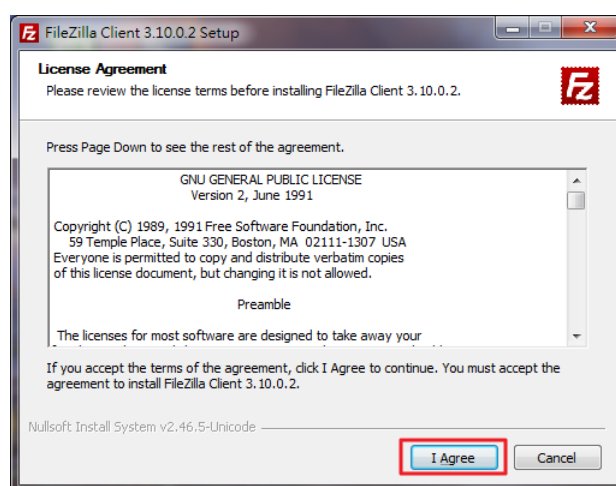 FileZilla Client 3.10.0.2 Setup
License Agreement
Please review the license terms before installing FileZilla Client 3.10.0.2.
Press Page Down to see the rest of the agreement.
GNU GENERAL PUBLIC LICENSE
Version 2, June 1991
Copyright (C) 1989, 1991 Free Software Foundation, Inc.
59 Temple Place, Suite 330, Boston, MA 02111-1307 USA
Everyone is permitted to copy and distribute verbatim copies
of this license document, but changing it is not allowed.
Preamble
The licenses for most software are designed to take away your
If you accept the terms of the agreement, click I Agree to continue. You must accept the
agreement to install FileZilla Client 3.10.0.2.
Nullsoft Install System v2.46.5-Unicode
I Agree Cancel